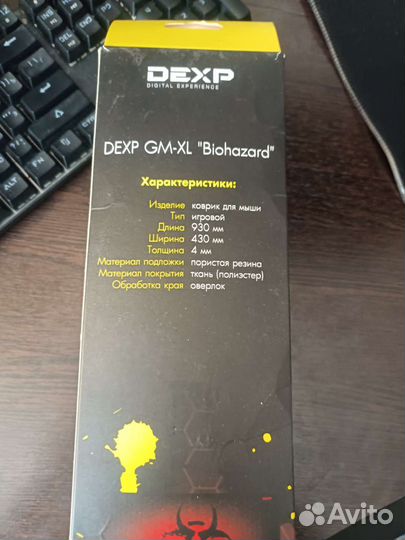 DEXP
DIGITAL EXPERIENCE
DEXP GM-XL "Biohazard"
Характеристики:
Изделие коврик для мыши
Тип игровой
Длина 930 мм
Ширина 430 мм
Толщина 4 мм
Материал подложки пористая резина
Материал покрытия ткань (полиэстер)
Обработка края оверлок
Avito